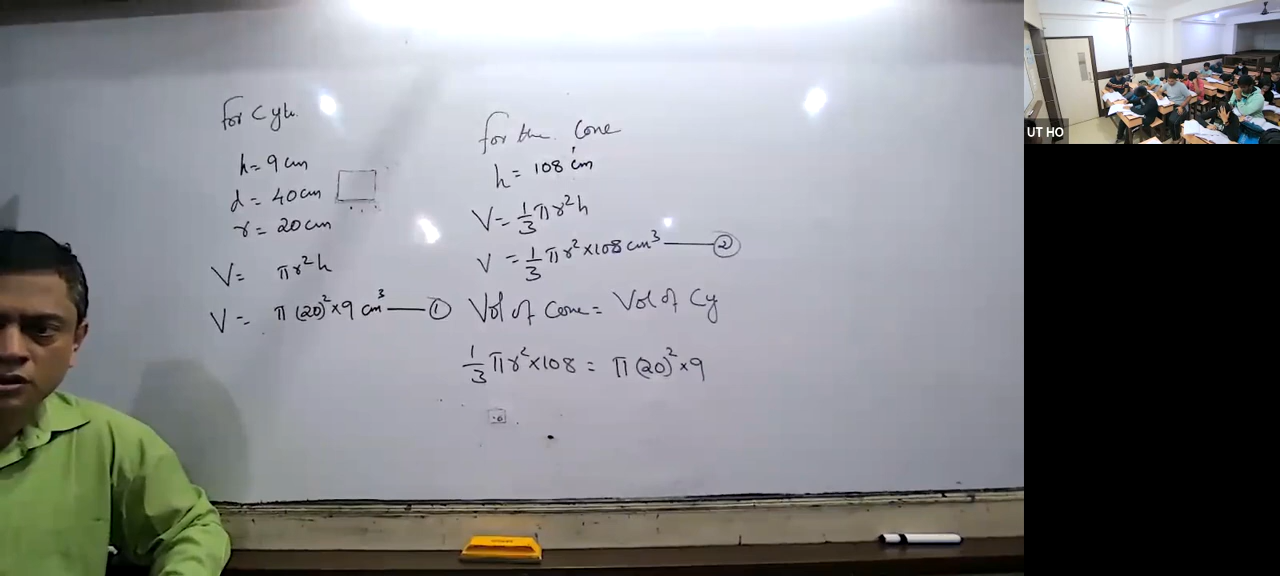 for Cyl.
h = 9 cm
d = 40 cm
r = 20 cm
V = πr²h
V = π(20)²×9 cm³ —— ①
for the Cone
h = 108 cm
V = 1/3 πr²h
V = 1/3 πr²×108 cm³ —— ②
Vol of Cone = Vol of Cy
1/3 πr²×108 = π(20)²×9
UT HO